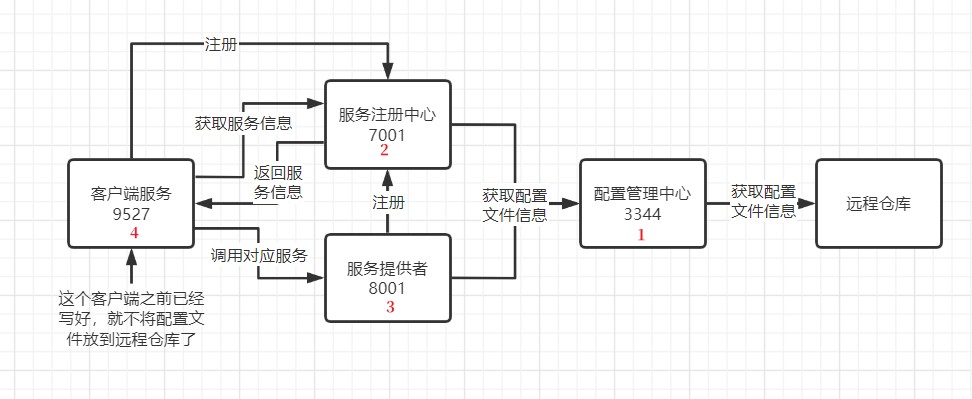 注册
服务注册中心
7001
2
获取服务信息
返回服
务信息
客户端服务
9527
4
注册
获取配置
文件信息
配置管理中心
3344
1
获取配置
文件信息
远程仓库
调用对应服务
服务提供者
8001
3
这个客户端之前已经
写好，就不将配置文
件放到远程仓库了